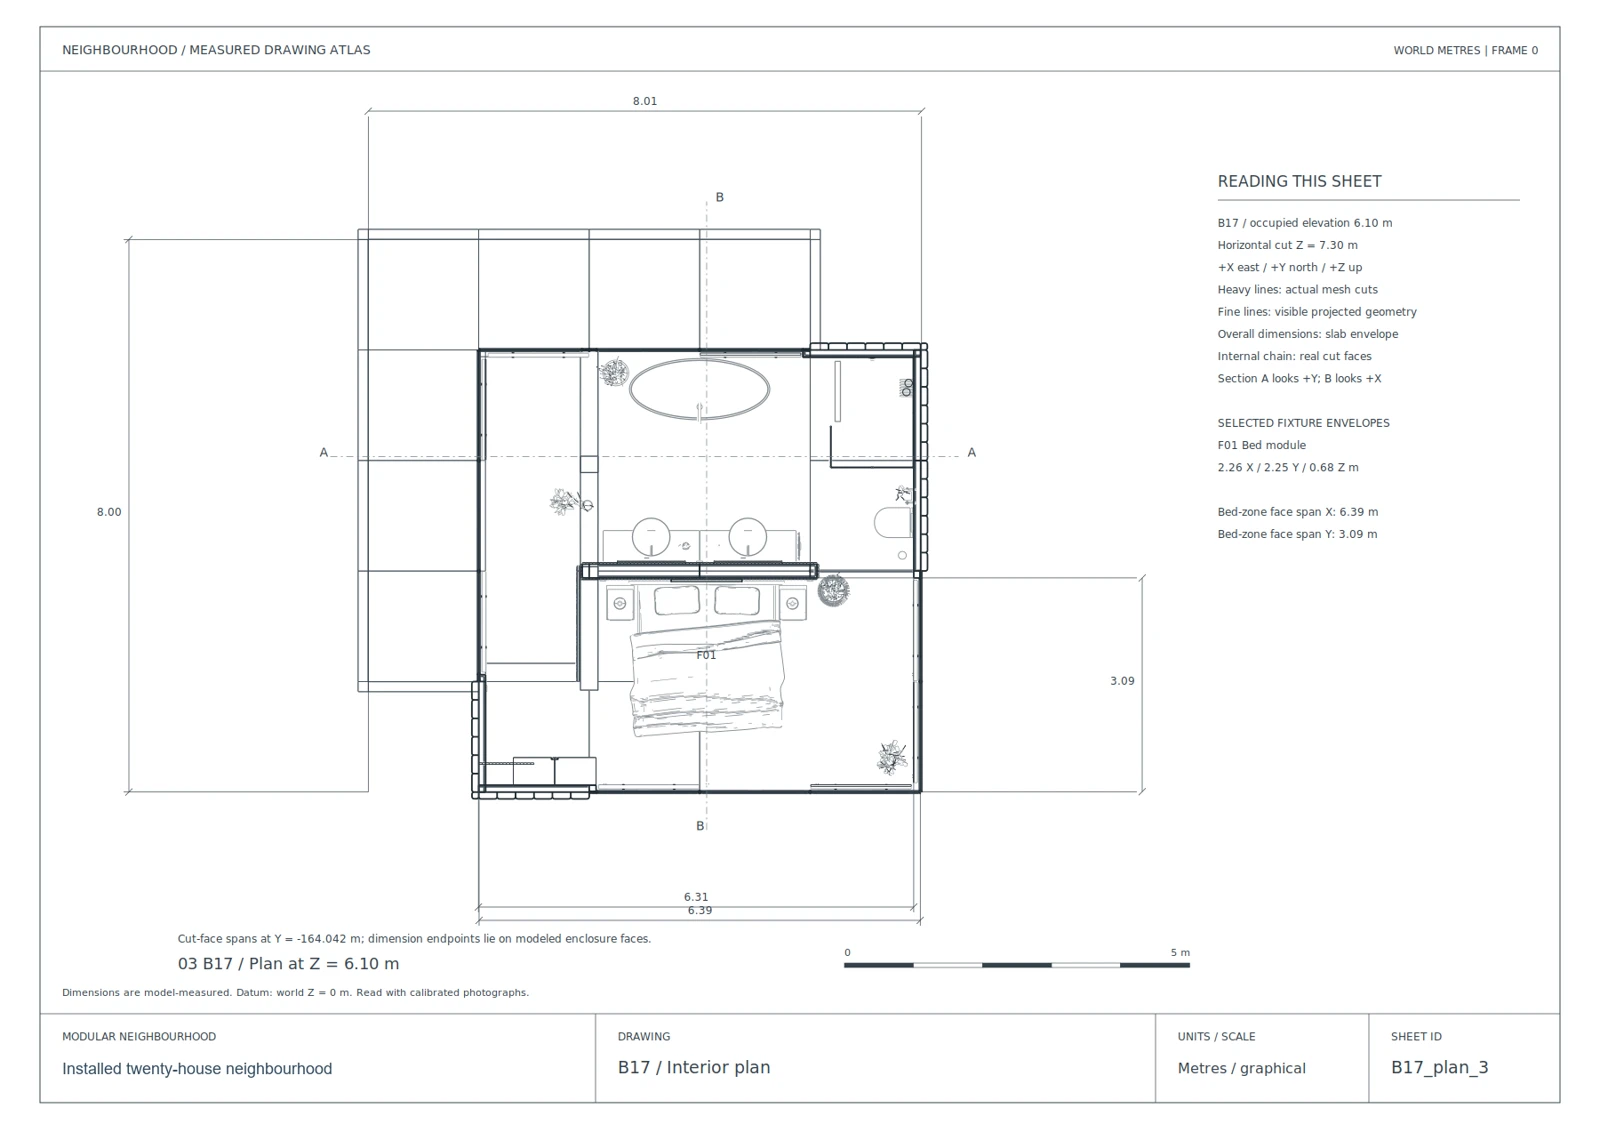 NEIGHBOURHOOD / MEASURED DRAWING ATLAS
WORLD METRES | FRAME 0
8.01
B
READING THIS SHEET
B17 / occupied elevation 6.10 m
Horizontal cut Z = 7.30 m
+X east / +Y north / +Z up
Heavy lines: actual mesh cuts
Fine lines: visible projected geometry
Overall dimensions: slab envelope
Internal chain: real cut faces
Section A looks +Y; B looks +X
SELECTED FIXTURE ENVELOPES
F01 Bed module
2.26 X / 2.25 Y / 0.68 Z m
Bed-zone face span X: 6.39 m
Bed-zone face span Y: 3.09 m
A
A
8.00
F01
3.09
B
6.31
6.39
Cut-face spans at Y = -164.042 m; dimension endpoints lie on modeled enclosure faces.
03 B17 / Plan at Z = 6.10 m
0
5 m
Dimensions are model-measured. Datum: world Z = 0 m. Read with calibrated photographs.
MODULAR NEIGHBOURHOOD
Installed twenty-house neighbourhood
DRAWING
B17 / Interior plan
UNITS / SCALE
Metres / graphical
SHEET ID
B17_plan_3